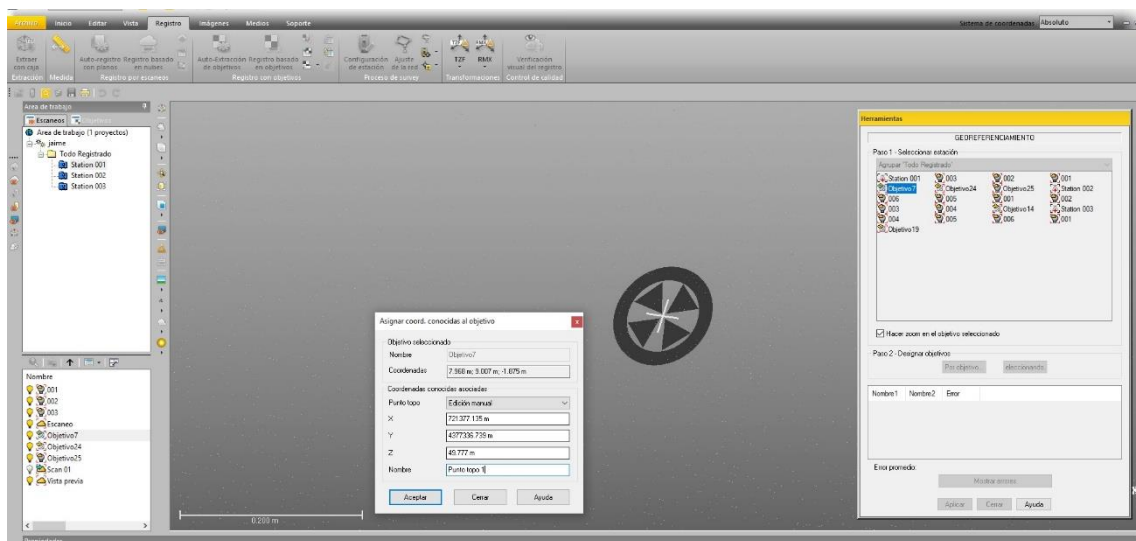 Archivo Inicio Editar Vista Registro Imágenes Medios Soporte Sistema de coordenadas Absoluto
Extraer con caja
Auto-registro con planos
Registro basado en nubes
Auto-Extracción de objetivos
Registro basado en objetivos
Configuración de estación
Ajuste de la red
T2F
RMX
Verificación visual del registro
Extracción Medida Registro por escaneos Registro con objetivos Proceso de survey Transformaciones Control de calidad
Área de trabajo
Escaneos Objetivos
Área de trabajo (1 proyectos)
jaime
Todo Registrado
Station 001
Station 002
Station 003
Nombre
001
002
003
Escaneo
Objetivo7
Objetivo24
Objetivo25
Scan 01
Vista previa
Propiedades
0.200 m
Asignar coord. conocidas al objetivo
Objetivo seleccionado
Nombre Objetivo7
Coordenadas 7.968 m; 9.007 m; -1.875 m
Coordenadas conocidas asociadas
Punto topo Edición manual
X 721377.135 m
Y 4377336.739 m
Z 49.777 m
Nombre Punto topo 1
Aceptar Cerrar Ayuda
Herramientas
GEOREFERENCIAMIENTO
Paso 1 - Seleccionar estación
Agrupar 'Todo Registrado'
Station 001 003 002 001
Objetivo7 Objetivo24 Objetivo25 Station 002
006 005 001 002
003 004 Objetivo14 Station 003
004 005 006 001
Objetivo19
Hacer zoom en el objetivo seleccionado
Paso 2 - Designar objetivos
Por objetivo... eleccionando
Nombre1 Nombre2 Error
Error promedio:
Mostrar errores...
Aplicar Cerrar Ayuda